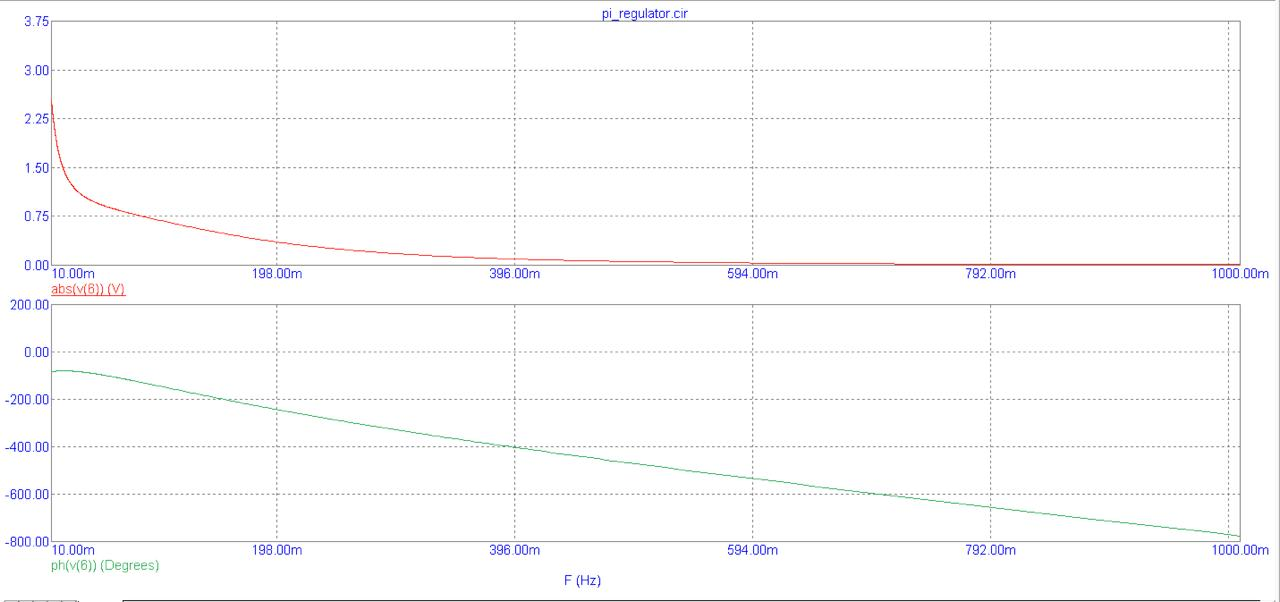 pi_regulator.cir
3.75
3.00
2.25
1.50
0.75
0.00
10.00m 198.00m 396.00m 594.00m 792.00m 1000.00m
abs(v(6)) (V)
200.00
0.00
-200.00
-400.00
-600.00
-800.00
10.00m 198.00m 396.00m 594.00m 792.00m 1000.00m
ph(v(6)) (Degrees)
F (Hz)